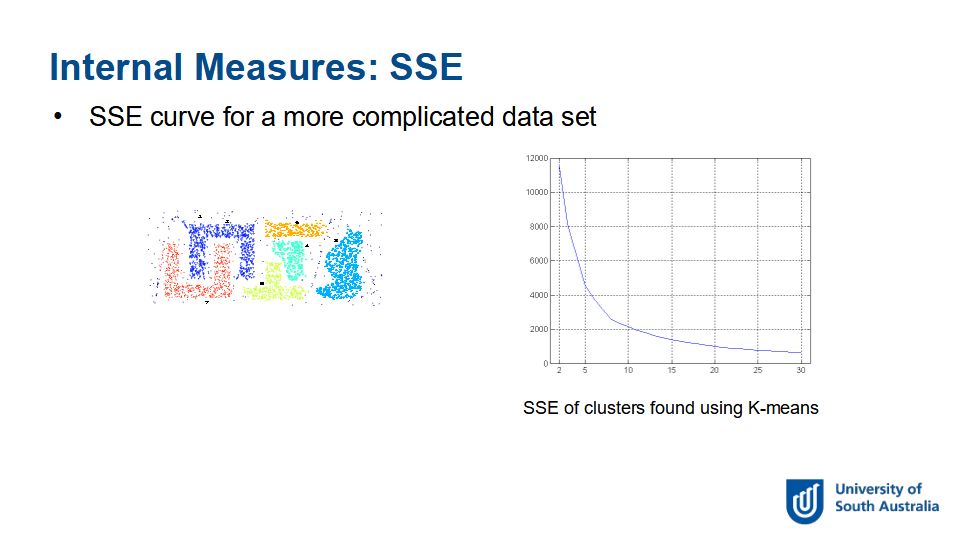 Internal Measures: SSE
• SSE curve for a more complicated data set
12000
10000
8000
6000
4000
2000
0
2 5 10 15 20 25 30
SSE of clusters found using K-means
University of
South Australia